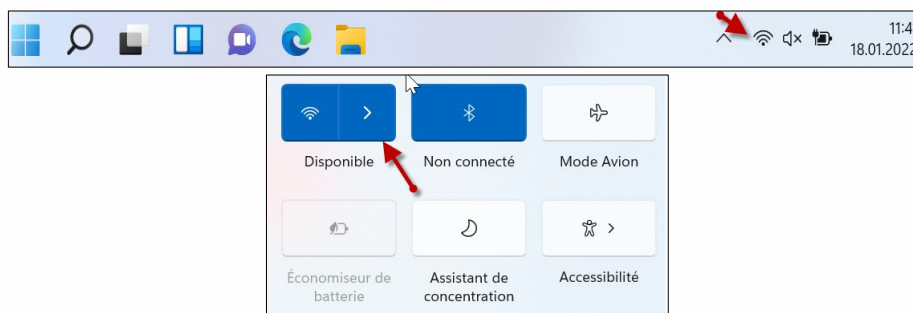 11:4
18.01.2022
Disponible
Non connecté
Mode Avion
Économiseur de
batterie
Assistant de
concentration
Accessibilité